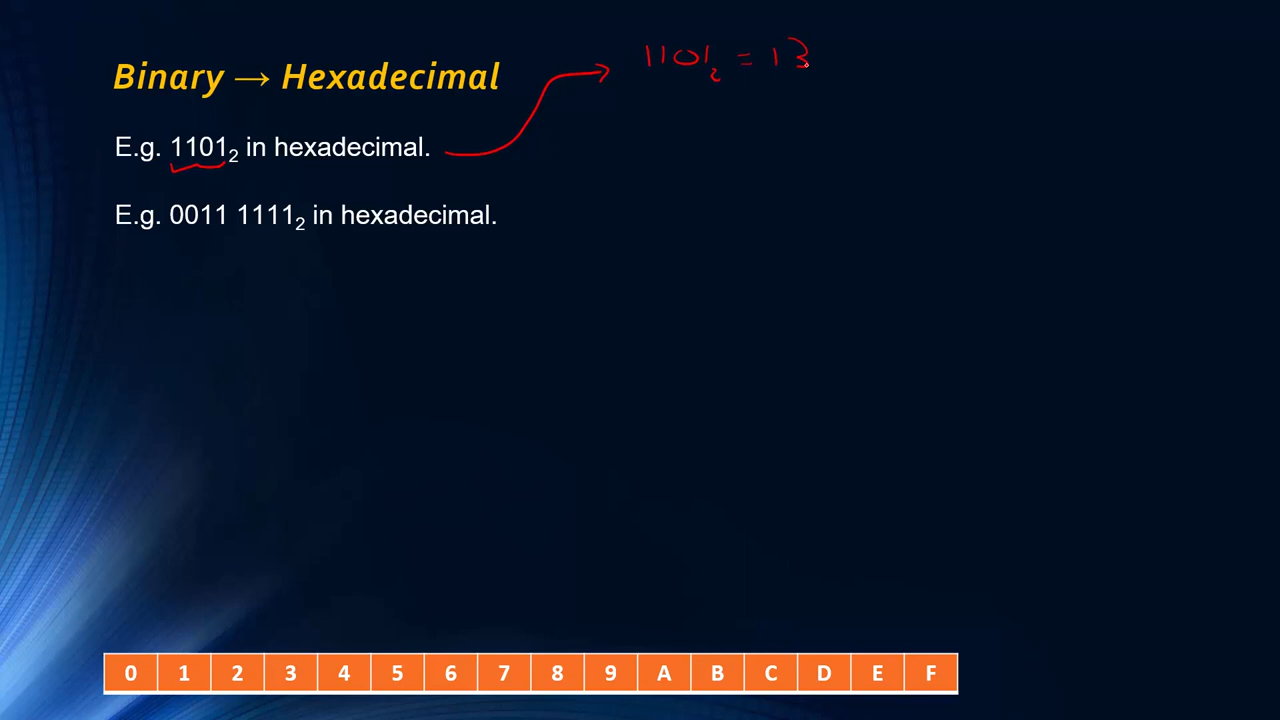 1101₂ = 13
Binary → Hexadecimal
E.g. 1101₂ in hexadecimal.
E.g. 0011 1111₂ in hexadecimal.
0 1 2 3 4 5 6 7 8 9 A B C D E F